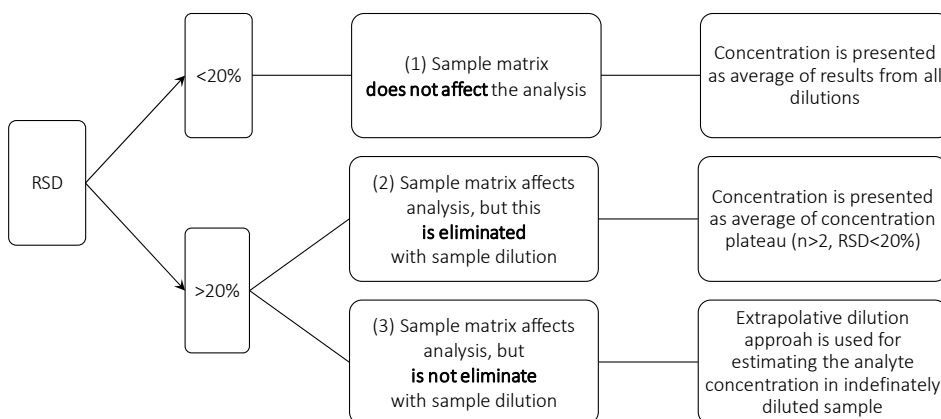 RSD
<20%
(1) Sample matrix
does not affect the analysis
Concentration is presented
as average of results from all
dilutions
>20%
(2) Sample matrix affects
analysis, but this
is eliminated
with sample dilution
Concentration is presented
as average of concentration
plateau (n>2, RSD<20%)
(3) Sample matrix affects
analysis, but
is not eliminate
with sample dilution
Extrapolative dilution
approah is used for
estimating the analyte
concentration in indefinately
diluted sample